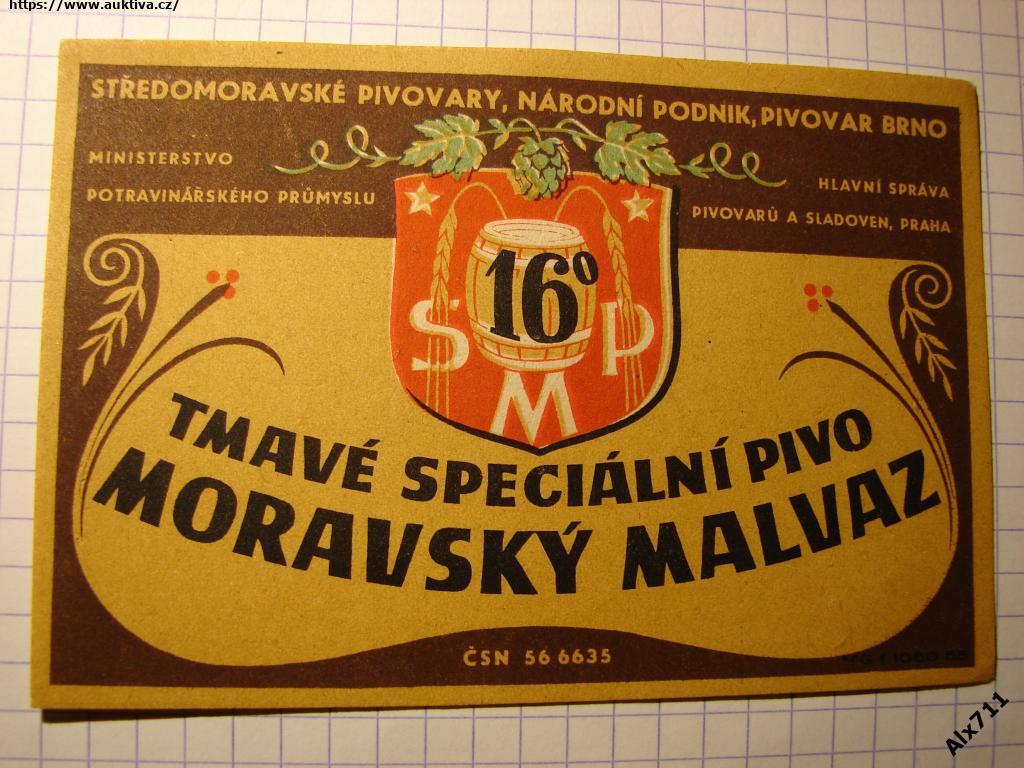 https://www.auktiva.cz/
STŘEDOMORAVSKÉ PIVOVARY, NÁRODNÍ PODNIK, PIVOVAR BRNO
MINISTERSTVO
POTRAVINÁŘSKÉHO PRŮMYSLU
HLAVNÍ SPRÁVA
PIVOVARŮ A SLADOVEN, PRAHA
16º
S M P
TMAVÉ SPECIÁLNÍ PIVO
MORAVSKÝ MALVAZ
ČSN 56 6635
Alx711